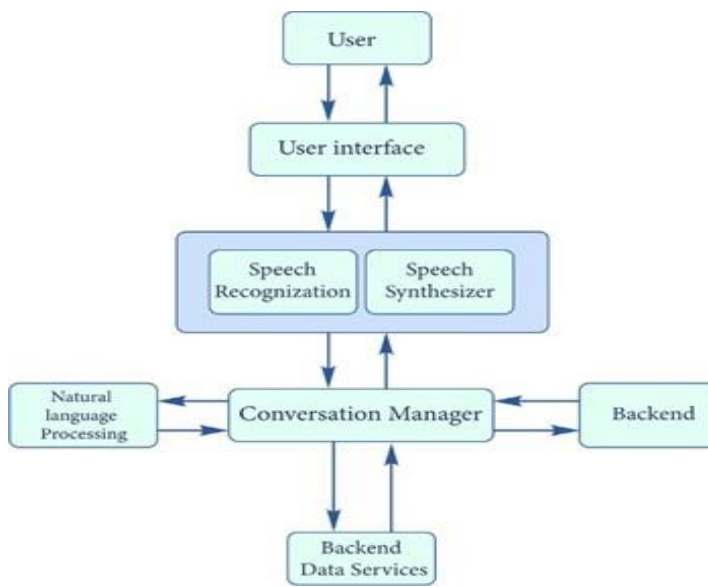 User
User interface
Speech
Recognization
Speech
Synthesizer
Natural
language
Processing
Conversation Manager
Backend
Backend
Data Services